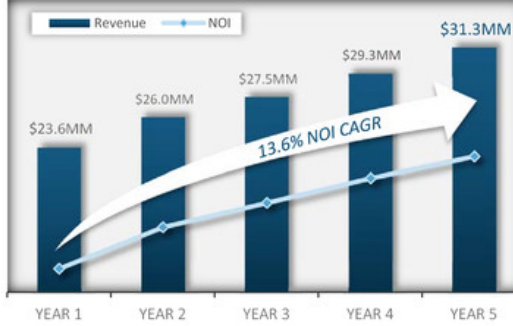 Revenue NOI
$31.3MM
$29.3MM
$27.5MM
$26.0MM
$23.6MM
13.6% NOI CAGR
YEAR 1 YEAR 2 YEAR 3 YEAR 4 YEAR 5